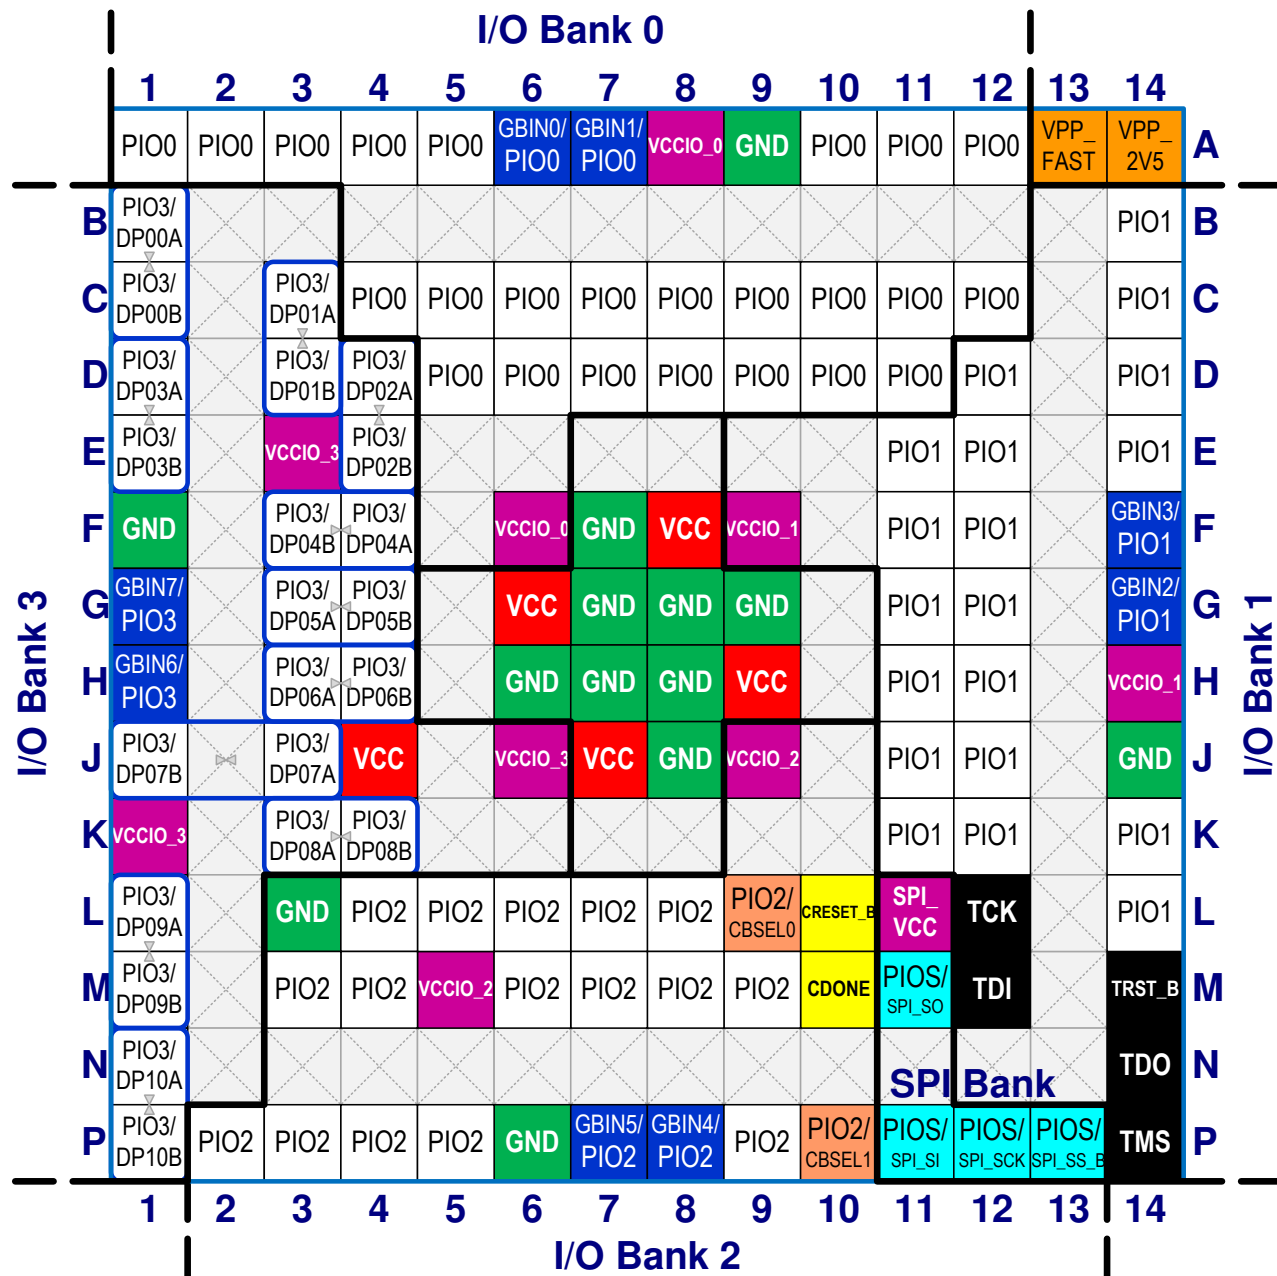 I/O Bank 0
1 2 3 4 5 6 7 8 9 10 11 12 13 14
PIO0 PIO0 PIO0 PIO0 PIO0 GBIN0/ PIO0 GBIN1/ PIO0 VCCIO_0 GND PIO0 PIO0 PIO0 VPP_ FAST VPP_ 2V5 A
B PIO3/ DP00A PIO1 B
C PIO3/ DP00B PIO3/ DP01A PIO0 PIO0 PIO0 PIO0 PIO0 PIO0 PIO0 PIO0 PIO0 PIO1 C
D PIO3/ DP03A PIO3/ DP01B PIO3/ DP02A PIO0 PIO0 PIO0 PIO0 PIO0 PIO0 PIO0 PIO1 PIO1 D
E PIO3/ DP03B VCCIO_3 PIO3/ DP02B PIO1 PIO1 PIO1 E
F GND PIO3/ DP04B PIO3/ DP04A VCCIO_0 GND VCC VCCIO_1 PIO1 PIO1 GBIN3/ PIO1 F
G GBIN7/ PIO3 PIO3/ DP05A PIO3/ DP05B VCC GND GND GND PIO1 PIO1 GBIN2/ PIO1 G
H GBIN6/ PIO3 PIO3/ DP06A PIO3/ DP06B GND GND GND VCC PIO1 PIO1 VCCIO_1 H
J PIO3/ DP07B PIO3/ DP07A VCC VCCIO_3 VCC GND VCCIO_2 PIO1 PIO1 GND J
K VCCIO_3 PIO3/ DP08A PIO3/ DP08B PIO1 PIO1 PIO1 K
L PIO3/ DP09A GND PIO2 PIO2 PIO2 PIO2 PIO2 PIO2/ CBSEL0 CRESET_B SPI_ VCC TCK PIO1 L
M PIO3/ DP09B PIO2 PIO2 VCCIO_2 PIO2 PIO2 PIO2 PIO2 CDONE PIOS/ SPI_SO TDI TRST_B M
N PIO3/ DP10A SPI Bank TDO N
P PIO3/ DP10B PIO2 PIO2 PIO2 PIO2 GND GBIN5/ PIO2 GBIN4/ PIO2 PIO2 PIO2/ CBSEL1 PIOS/ SPI_SI PIOS/ SPI_SCK PIOS/ SPI_SS_B TMS P
1 2 3 4 5 6 7 8 9 10 11 12 13 14
I/O Bank 2
I/O Bank 3
I/O Bank 1